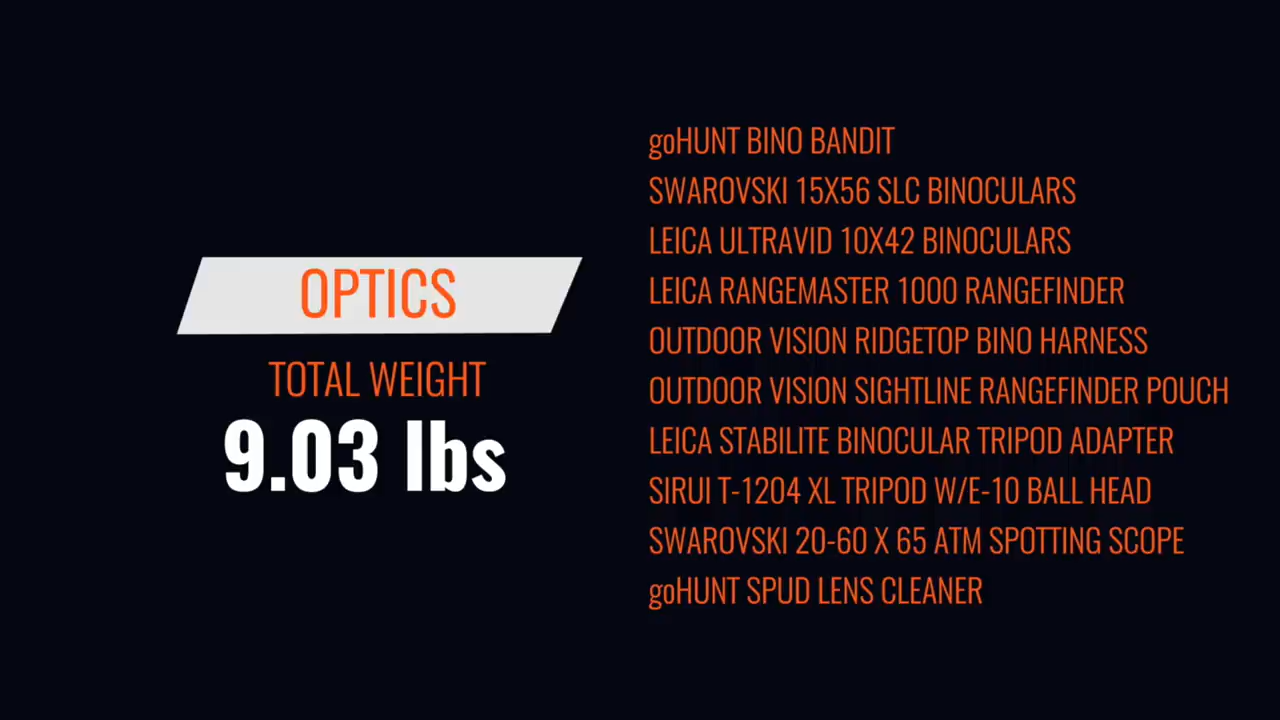 OPTICS
TOTAL WEIGHT
9.03 lbs
goHUNT BINO BANDIT
SWAROVSKI 15X56 SLC BINOCULARS
LEICA ULTRAVID 10X42 BINOCULARS
LEICA RANGEMASTER 1000 RANGEFINDER
OUTDOOR VISION RIDGETOP BINO HARNESS
OUTDOOR VISION SIGHTLINE RANGEFINDER POUCH
LEICA STABILITE BINOCULAR TRIPOD ADAPTER
SIRUI T-1204 XL TRIPOD W/E-10 BALL HEAD
SWAROVSKI 20-60 X 65 ATM SPOTTING SCOPE
goHUNT SPUD LENS CLEANER